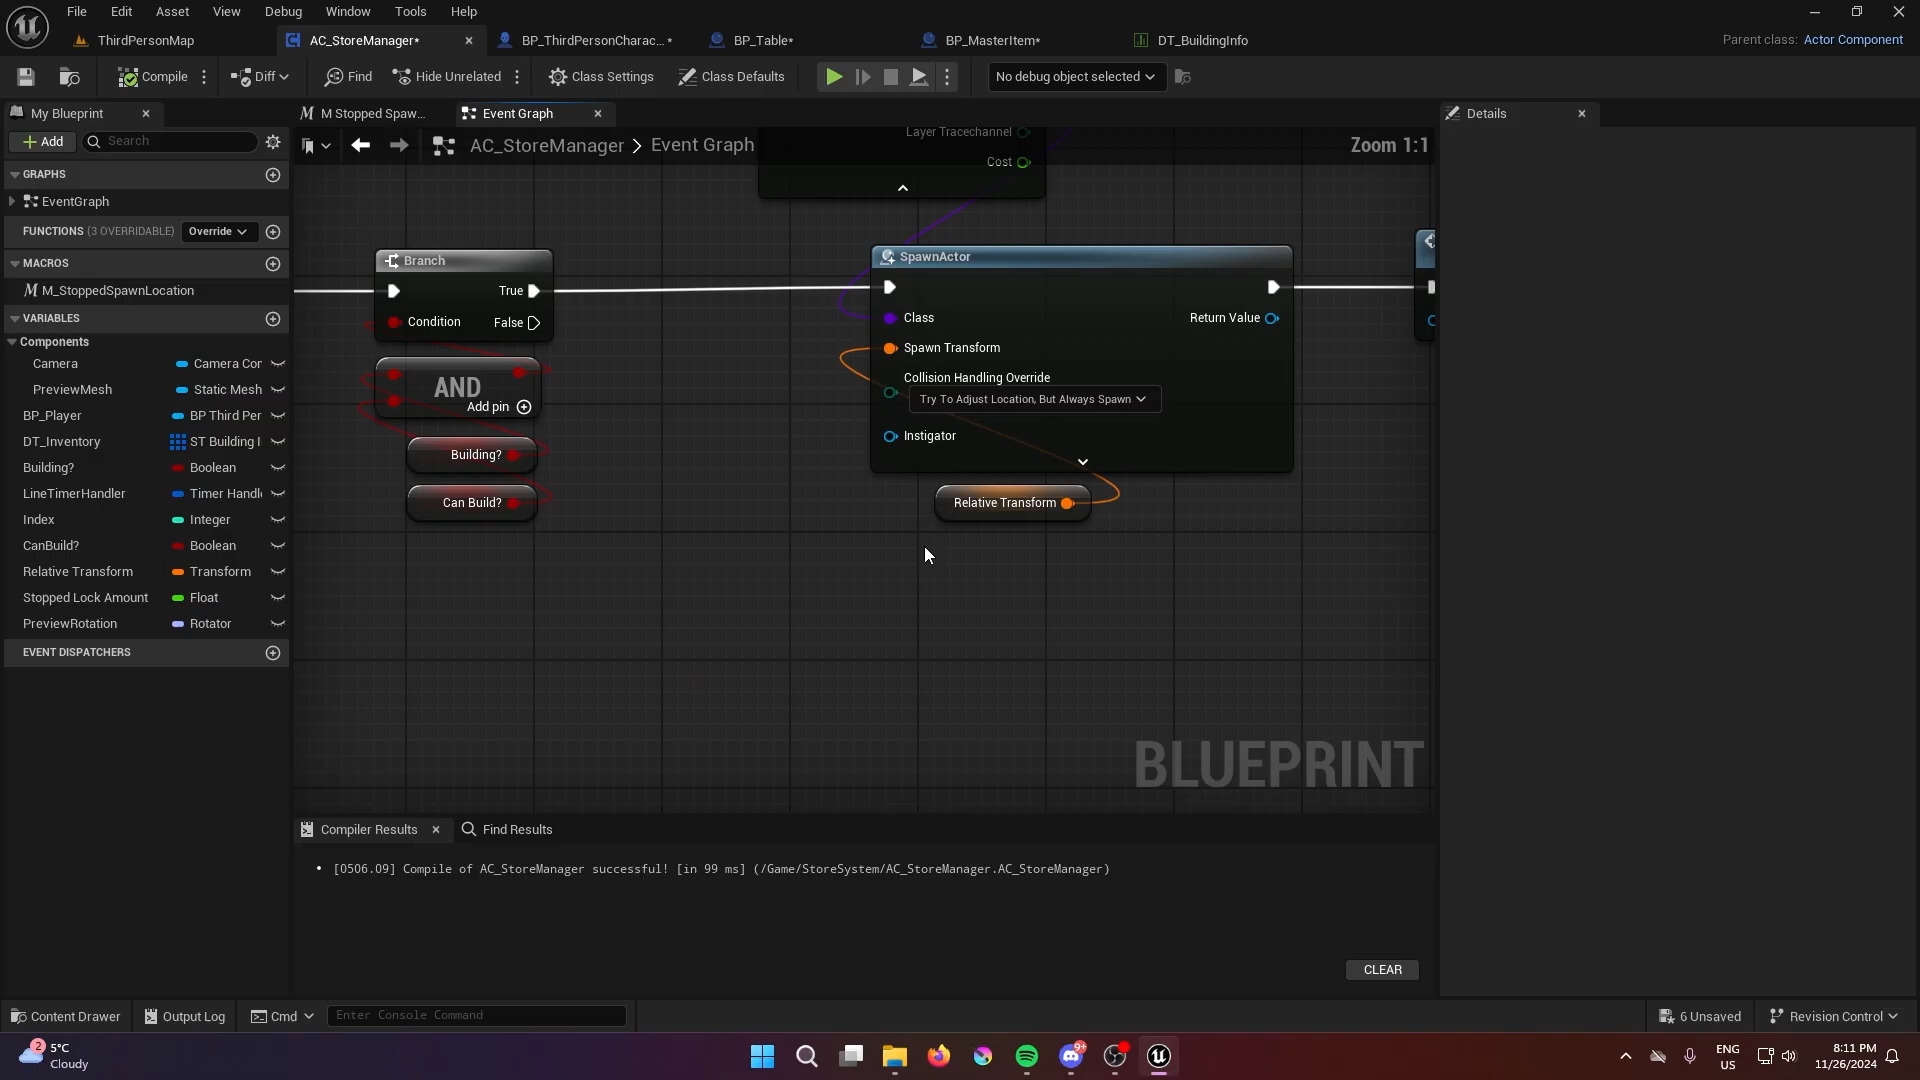 File Edit Asset View Debug Window Tools Help
ThirdPersonMap AC_StoreManager* BP_ThirdPersonCharac...* BP_Table* BP_MasterItem* DT_BuildingInfo Parent class: Actor Component
Compile Diff Find Hide Unrelated Class Settings Class Defaults No debug object selected
My Blueprint M Stopped Spaw... Event Graph Details
Add Search AC_StoreManager > Event Graph Zoom 1:1
Layer Tracechannel
Cost
GRAPHS
EventGraph
FUNCTIONS (3 OVERRIDABLE) Override
MACROS
M_StoppedSpawnLocation
VARIABLES
Components
Camera Camera Cor
PreviewMesh Static Mesh
BP_Player BP Third Per
DT_Inventory ST Building I
Building? Boolean
LineTimerHandler Timer Handl
Index Integer
CanBuild? Boolean
Relative Transform Transform
Stopped Lock Amount Float
PreviewRotation Rotator
EVENT DISPATCHERS
Branch
True
Condition False
AND
Add pin
Building?
Can Build?
SpawnActor
Class Return Value
Spawn Transform
Collision Handling Override
Try To Adjust Location, But Always Spawn
Instigator
Relative Transform
BLUEPRINT
Compiler Results Find Results
[0506.09] Compile of AC_StoreManager successful! [in 99 ms] (/Game/StoreSystem/AC_StoreManager.AC_StoreManager)
CLEAR
Content Drawer Output Log Cmd Enter Console Command 6 Unsaved Revision Control
2 5°C
Cloudy
9+
ENG
US
8:11 PM
11/26/2024